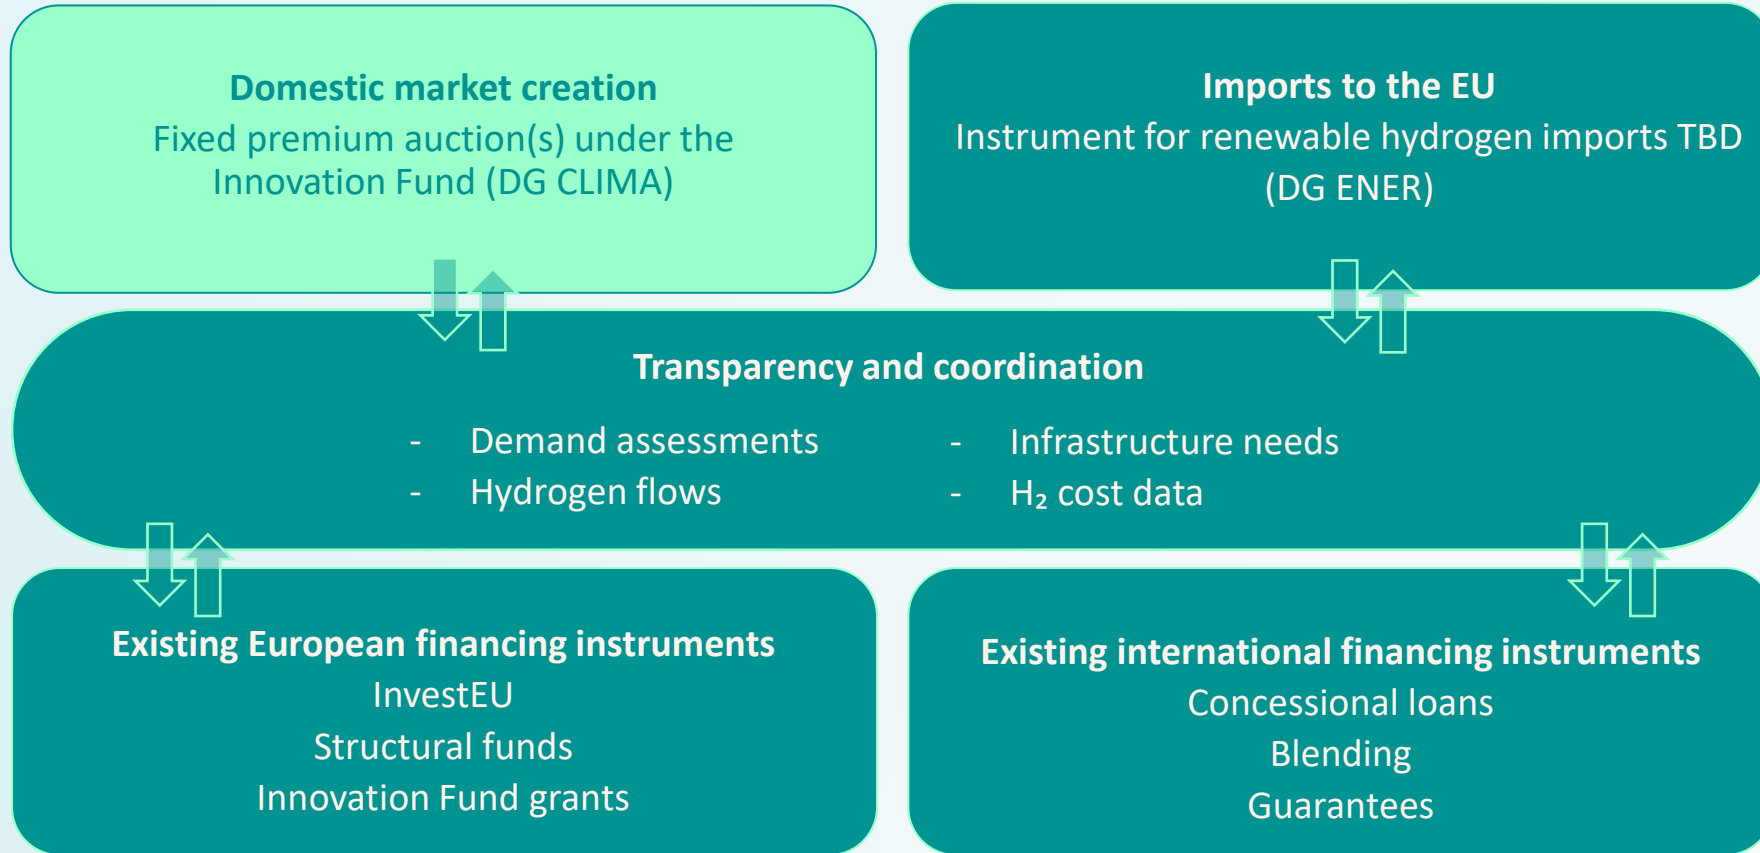 Domestic market creation
Fixed premium auction(s) under the
Innovation Fund (DG CLIMA)
Imports to the EU
Instrument for renewable hydrogen imports TBD
(DG ENER)
Transparency and coordination
- Demand assessments
- Hydrogen flows
- Infrastructure needs
- H₂ cost data
Existing European financing instruments
InvestEU
Structural funds
Innovation Fund grants
Existing international financing instruments
Concessional loans
Blending
Guarantees